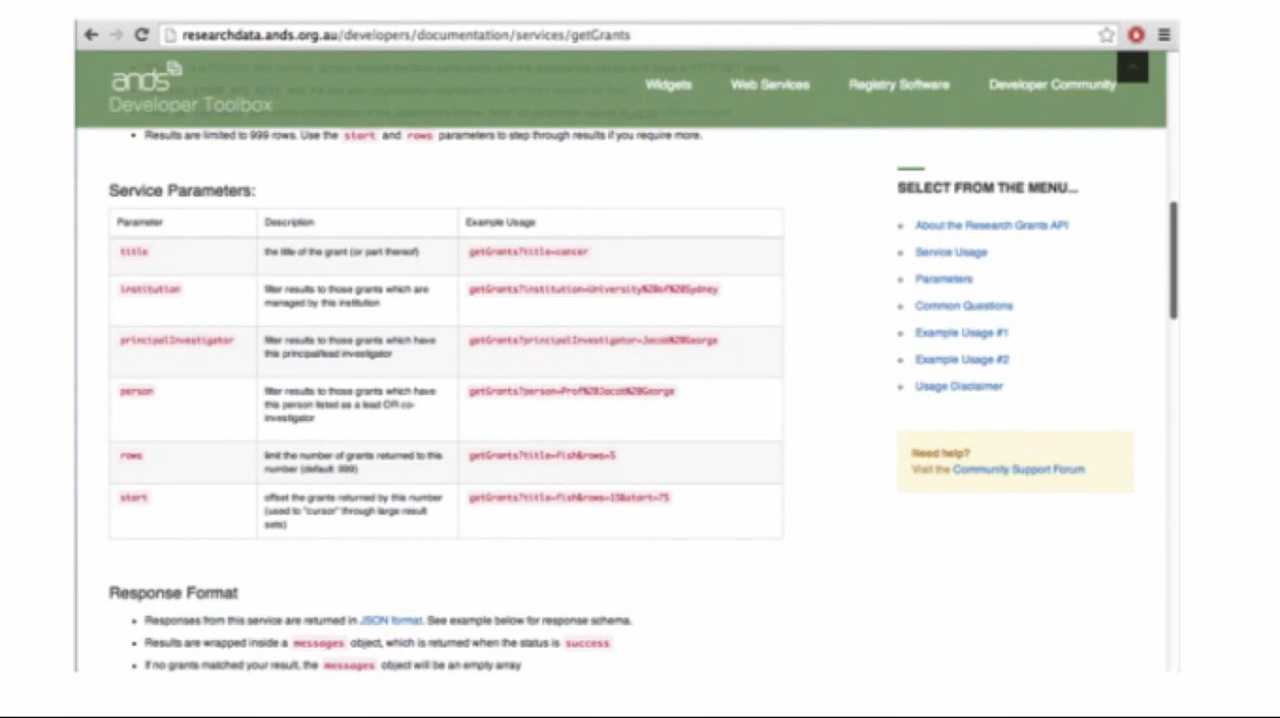 researchdata.ands.org.au/developers/documentation/services/getGrants
ands
Developer Toolbox
Widgets
Web Services
Registry Software
Developer Community
Results are limited to 999 rows. Use the start and rows parameters to step through results if you require more.
Service Parameters:
Parameter Description Example Usage
title the title of the grant (or part thereof) getGrants?title=cancer
institution filter results to those grants which are getGrants?institution=University%20of%20Sydney
managed by this institution
principalInvestigator filter results to those grants which have getGrants?principalInvestigator=Jacob%20George
this principal/lead investigator
person filter results to those grants which have getGrants?person=Prof%20Jacob%20George
this person listed as a lead OR co-
investigator
rows limit the number of grants returned to this getGrants?title=fish&rows=5
number (default: 999)
start offset the grants returned by this number getGrants?title=fish&rows=15&start=75
(used to "cursor" through large result
sets)
Response Format
Responses from this service are returned in JSON format. See example below for response schema.
Results are wrapped inside a messages object, which is returned when the status is success
If no grants matched your result, the messages object will be an empty array
SELECT FROM THE MENU...
About the Research Grants API
Service Usage
Parameters
Common Questions
Example Usage #1
Example Usage #2
Usage Disclaimer
Need help?
Visit the Community Support Forum